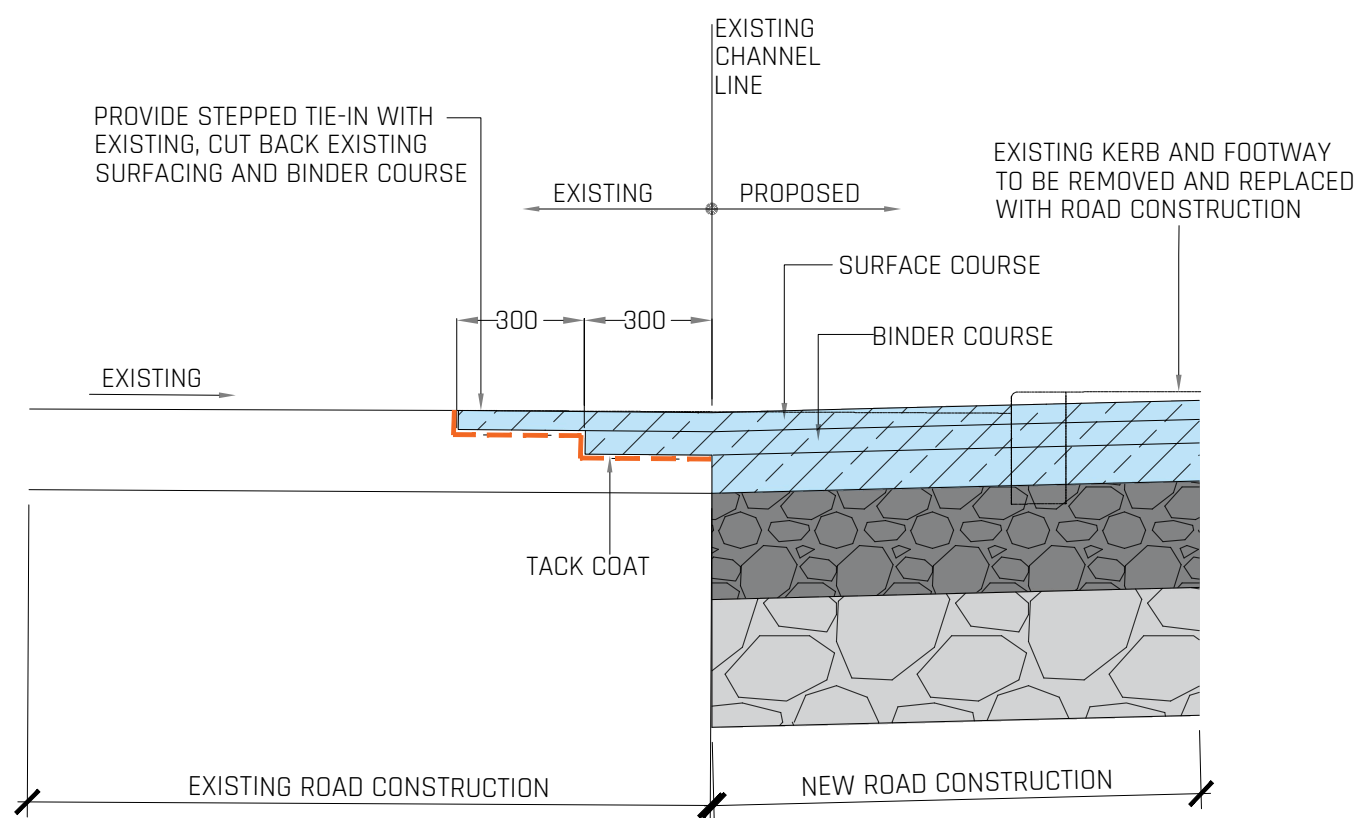 EXISTING
CHANNEL
LINE
PROVIDE STEPPED TIE-IN WITH
EXISTING, CUT BACK EXISTING
SURFACING AND BINDER COURSE
EXISTING KERB AND FOOTWAY
TO BE REMOVED AND REPLACED
WITH ROAD CONSTRUCTION
EXISTING
PROPOSED
SURFACE COURSE
300
300
BINDER COURSE
EXISTING
TACK COAT
EXISTING ROAD CONSTRUCTION
NEW ROAD CONSTRUCTION